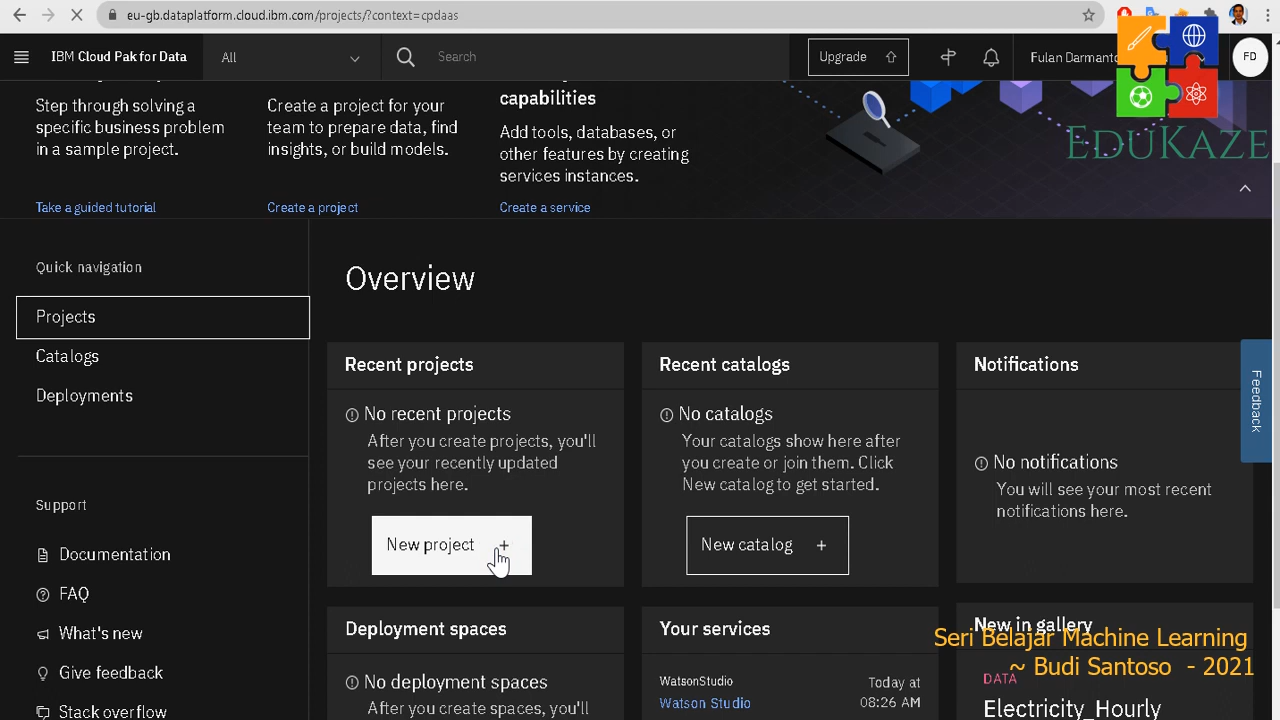 eu-gb.dataplatform.cloud.ibm.com/projects/?context=cpdaas
IBM Cloud Pak for Data
All
Search
Upgrade
Fulan Darmanto
FD
EDUKAZE
Step through solving a
specific business problem
in a sample project.
Take a guided tutorial
Create a project for your
team to prepare data, find
insights, or build models.
Create a project
capabilities
Add tools, databases, or
other features by creating
services instances.
Create a service
Quick navigation
Projects
Catalogs
Deployments
Support
Documentation
FAQ
What's new
Give feedback
Stack overflow
Overview
Recent projects
No recent projects
After you create projects, you'll
see your recently updated
projects here.
New project +
Recent catalogs
No catalogs
Your catalogs show here after
you create or join them. Click
New catalog to get started.
New catalog +
Notifications
No notifications
You will see your most recent
notifications here.
Feedback
Deployment spaces
No deployment spaces
After you create spaces, you'll
Your services
WatsonStudio
Watson Studio
Today at
08:26 AM
New in gallery
DATA
Electricity_Hourly
Seri Belajar Machine Learning
~ Budi Santoso - 2021